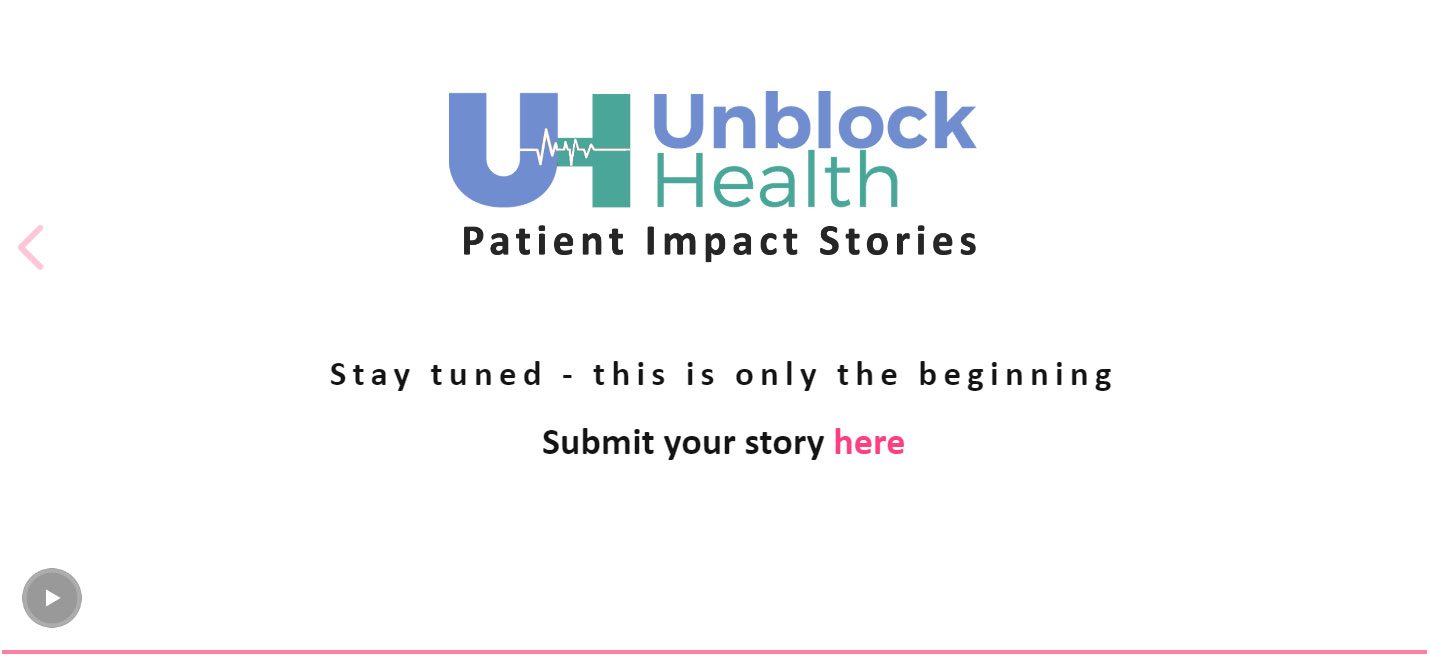 UH Unblock
Health
Patient Impact Stories
Stay tuned - this is only the beginning
Submit your story here